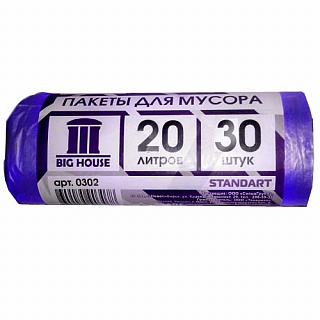 ПАКЕТЫ ДЛЯ МУСОРА
BIG HOUSE
20
ЛИТРОВ
30
ШТУК
арт. 0302
STANDART